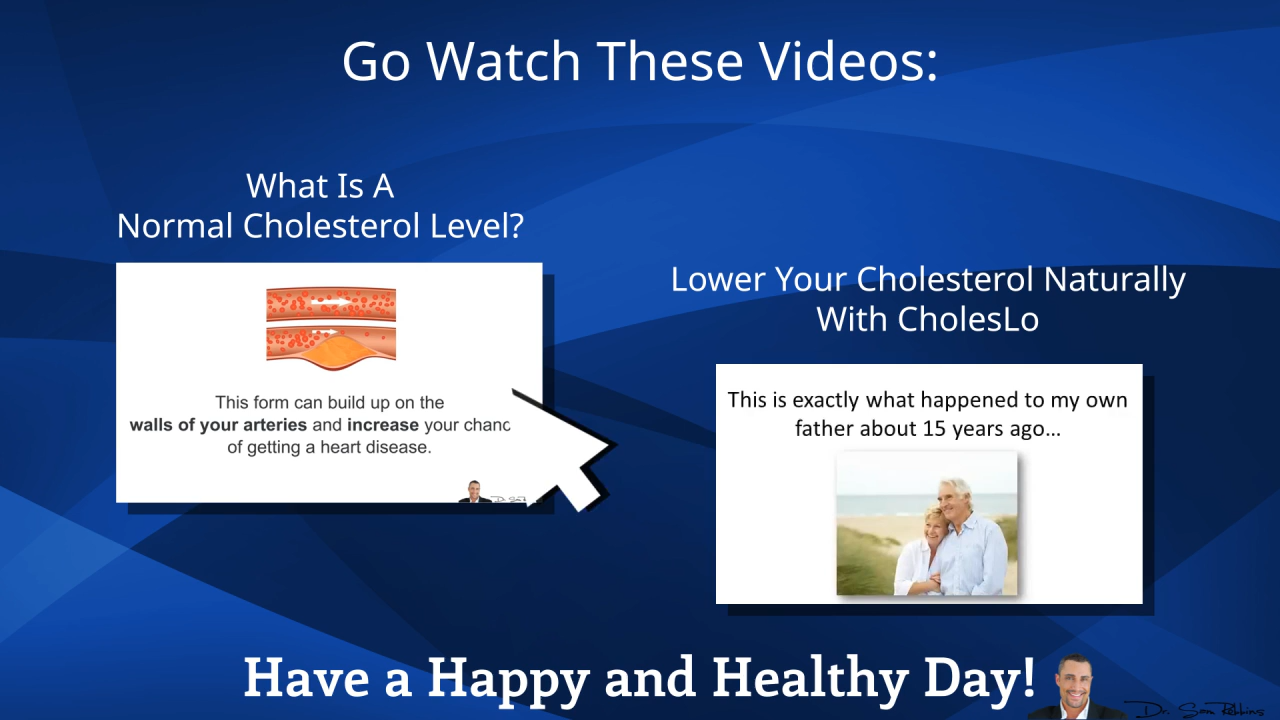 Go Watch These Videos:
What Is A
Normal Cholesterol Level?
This form can build up on the
walls of your arteries and increase your chanc
of getting a heart disease.
Lower Your Cholesterol Naturally
With CholesLo
This is exactly what happened to my own
father about 15 years ago...
Have a Happy and Healthy Day!
Dr. Sam Robbins